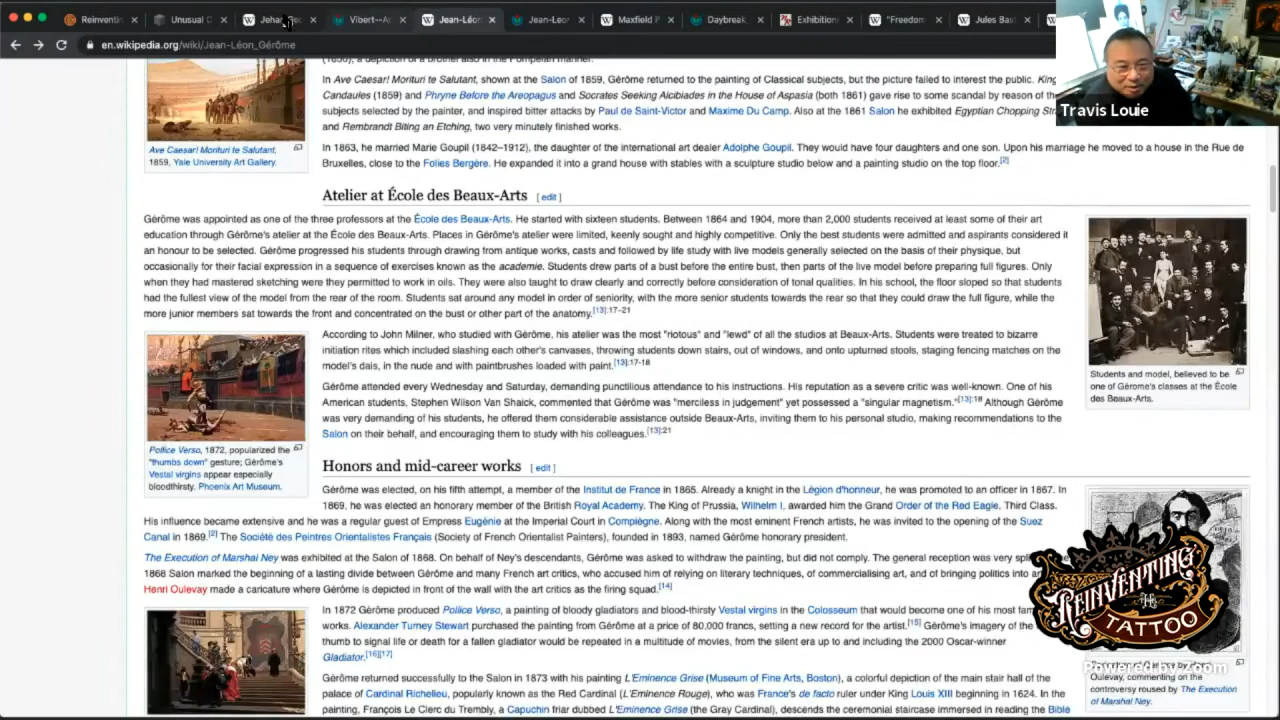 Reinventin
Unusual C
Jeha
Vibert--A
Jean-Léon
Jean-Leo
Maxfield P
Daybreak
Exhibition
"Freedom
Jules Bas
en.wikipedia.org/wiki/Jean-Léon_Gérôme
Travis Louie
In Ave Caesar! Morituri te Salutant, shown at the Salon of 1859, Gérôme returned to the painting of Classical subjects, but the picture failed to interest the public. King
Candaules (1859) and Phryne Before the Areopagus and Socrates Seeking Alcibiades in the House of Aspasia (both 1861) gave rise to some scandal by reason of the
subjects selected by the painter, and inspired bitter attacks by Paul de Saint-Victor and Maxime Du Camp. Also at the 1861 Salon he exhibited Egyptian Chopping Str
and Rembrandt Biting an Etching, two very minutely finished works.
Ave Caesar! Morituri te Salutant,
1859, Yale University Art Gallery.
In 1863, he married Marie Goupil (1842–1912), the daughter of the international art dealer Adolphe Goupil. They would have four daughters and one son. Upon his marriage he moved to a house in the Rue de
Bruxelles, close to the Folies Bergère. He expanded it into a grand house with stables with a sculpture studio below and a painting studio on the top floor.[2]
Atelier at École des Beaux-Arts [ edit ]
Gérôme was appointed as one of the three professors at the École des Beaux-Arts. He started with sixteen students. Between 1864 and 1904, more than 2,000 students received at least some of their art
education through Gérôme's atelier at the École des Beaux-Arts. Places in Gérôme's atelier were limited, keenly sought and highly competitive. Only the best students were admitted and aspirants considered it
an honour to be selected. Gérôme progressed his students through drawing from antique works, casts and followed by life study with live models generally selected on the basis of their physique, but
occasionally for their facial expression in a sequence of exercises known as the académie. Students drew parts of a bust before the entire bust, then parts of the live model before preparing full figures. Only
when they had mastered sketching were they permitted to work in oils. They were also taught to draw clearly and correctly before consideration of tonal qualities. In his school, the floor sloped so that students
had the fullest view of the model from the rear of the room. Students sat around any model in order of seniority, with the more senior students towards the rear so that they could draw the full figure, while the
more junior members sat towards the front and concentrated on the bust or other part of the anatomy.[13]:17–21
Students and model, believed to be
one of Gérome's classes at the École
des Beaux-Arts.
According to John Milner, who studied with Gérôme, his atelier was the most "riotous" and "lewd" of all the studios at Beaux-Arts. Students were treated to bizarre
initiation rites which included slashing each other's canvases, throwing students down stairs, out of windows, and onto upturned stools, staging fencing matches on the
model's dais, in the nude and with paintbrushes loaded with paint.[13]:17-18
Gérôme attended every Wednesday and Saturday, demanding punctilious attendance to his instructions. His reputation as a severe critic was well-known. One of his
American students, Stephen Wilson Van Shaick, commented that Gérôme was "merciless in judgement" yet possessed a "singular magnetism."[13]:18 Although Gérôme
was very demanding of his students, he offered them considerable assistance outside Beaux-Arts, inviting them to his personal studio, making recommendations to the
Salon on their behalf, and encouraging them to study with his colleagues.[13]:21
Pollice Verso, 1872, popularized the
"thumbs down" gesture; Gérôme's
Vestal virgins appear especially
bloodthirsty. Phoenix Art Museum.
Honors and mid-career works [ edit ]
Gérôme was elected, on his fifth attempt, a member of the Institut de France in 1865. Already a knight in the Légion d'honneur, he was promoted to an officer in 1867. In
1869, he was elected an honorary member of the British Royal Academy. The King of Prussia, Wilhelm I, awarded him the Grand Order of the Red Eagle, Third Class.
His influence became extensive and he was a regular guest of Empress Eugénie at the Imperial Court in Compiègne. Along with the most eminent French artists, he was invited to the opening of the Suez
Canal in 1869.[2] The Société des Peintres Orientalistes Français (Society of French Orientalist Painters), founded in 1893, named Gérôme honorary president.
The Execution of Marshal Ney was exhibited at the Salon of 1868. On behalf of Ney's descendants, Gérôme was asked to withdraw the painting, but did not comply. The general reception was very spl
1868 Salon marked the beginning of a lasting divide between Gérôme and many French art critics, who accused him of relying on literary techniques, of commercialising art, and of bringing politics into ar
Henri Oulevay made a caricature where Gérôme is depicted in front of the wall with the art critics as the firing squad.[14]
In 1872 Gérôme produced Pollice Verso, a painting of bloody gladiators and blood-thirsty Vestal virgins in the Colosseum that would become one of his most fam
works. Alexander Turney Stewart purchased the painting from Gérôme at a price of 80,000 francs, setting a new record for the artist.[15] Gérôme's imagery of the
thumb to signal life or death for a fallen gladiator would be repeated in a multitude of movies, from the silent era up to and including the 2000 Oscar-winner
Gladiator.[16][17]
Gérôme returned successfully to the Salon in 1873 with his painting L'Eminence Grise (Museum of Fine Arts, Boston), a colorful depiction of the main stair hall of the
palace of Cardinal Richelieu, popularly known as the Red Cardinal (L'Eminence Rouge), who was France's de facto ruler under King Louis XIII beginning in 1624. In the
painting, François Le Clerc du Trembly, a Capuchin friar dubbed L'Eminence Grise (the Gray Cardinal), descends the ceremonial staircase immersed in reading the Bible
REINVENTING
THE
TATTOO
Powered by Zoom
Oulevay, commenting on the
controversy roused by The Execution
of Marshal Ney.